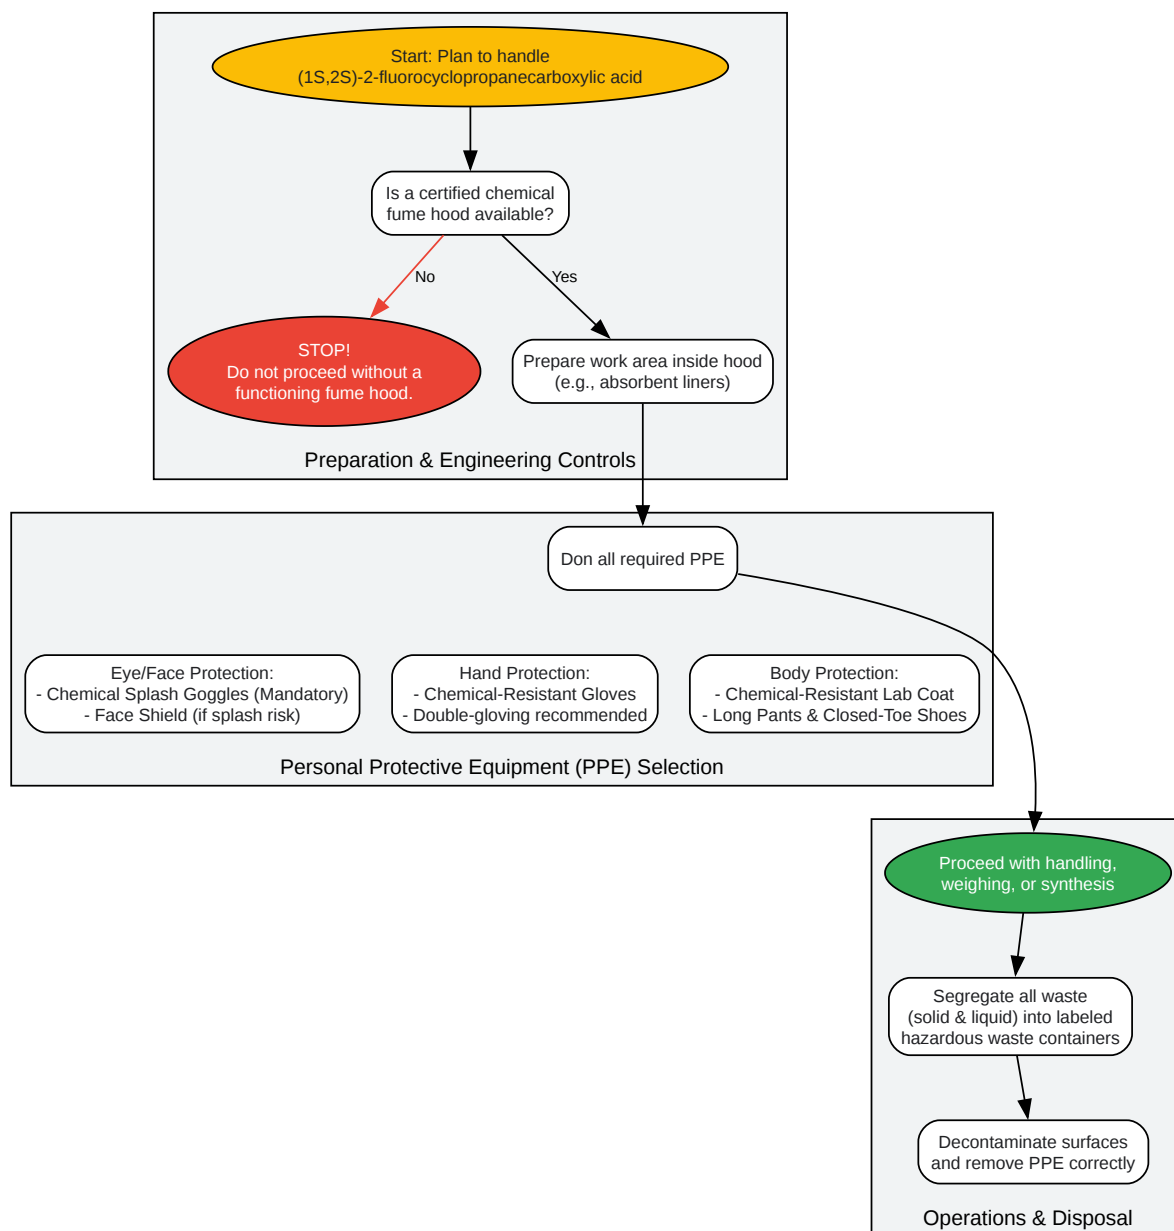 Start: Plan to handle
(1S,2S)-2-fluorocyclopropanecarboxylic acid
Is a certified chemical
fume hood available?
No
Yes
STOP!
Do not proceed without a
functioning fume hood.
Prepare work area inside hood
(e.g., absorbent liners)
Preparation & Engineering Controls
Don all required PPE
Eye/Face Protection:
- Chemical Splash Goggles (Mandatory)
- Face Shield (if splash risk)
Hand Protection:
- Chemical-Resistant Gloves
- Double-gloving recommended
Body Protection:
- Chemical-Resistant Lab Coat
- Long Pants & Closed-Toe Shoes
Personal Protective Equipment (PPE) Selection
Proceed with handling,
weighing, or synthesis
Segregate all waste
(solid & liquid) into labeled
hazardous waste containers
Decontaminate surfaces
and remove PPE correctly
Operations & Disposal